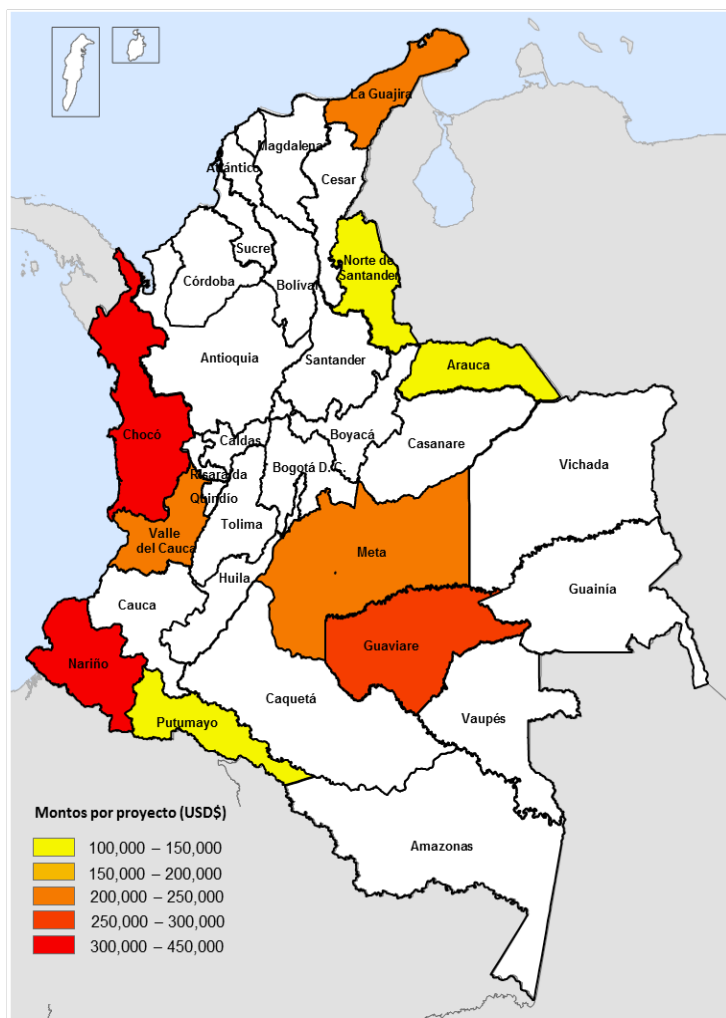 La Guajira
Magdalena
Atlántico
Cesar
Sucre
Norte de
Santander
Córdoba
Bolívar
Antioquia
Santander
Arauca
Chocó
Caldas
Boyacá
Casanare
Bogotá D. C.
Vichada
Risaralda
Quindío
Tolima
Valle
del Cauca
Meta
Huila
Guainía
Cauca
Nariño
Guaviare
Caquetá
Vaupés
Putumayo
Montos por proyecto (USD$)
100,000 – 150,000
150,000 – 200,000
200,000 – 250,000
250,000 – 300,000
300,000 – 450,000
Amazonas